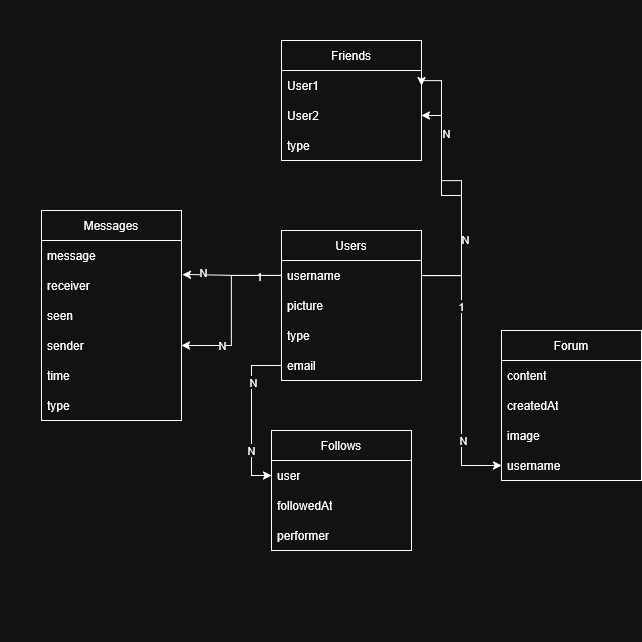 Friends
User1
User2
type
N
Messages
message
receiver
seen
sender
time
type
N
N
1
Users
username
picture
type
email
N
1
N
N
N
Forum
content
createdAt
image
username
Follows
user
followedAt
performer